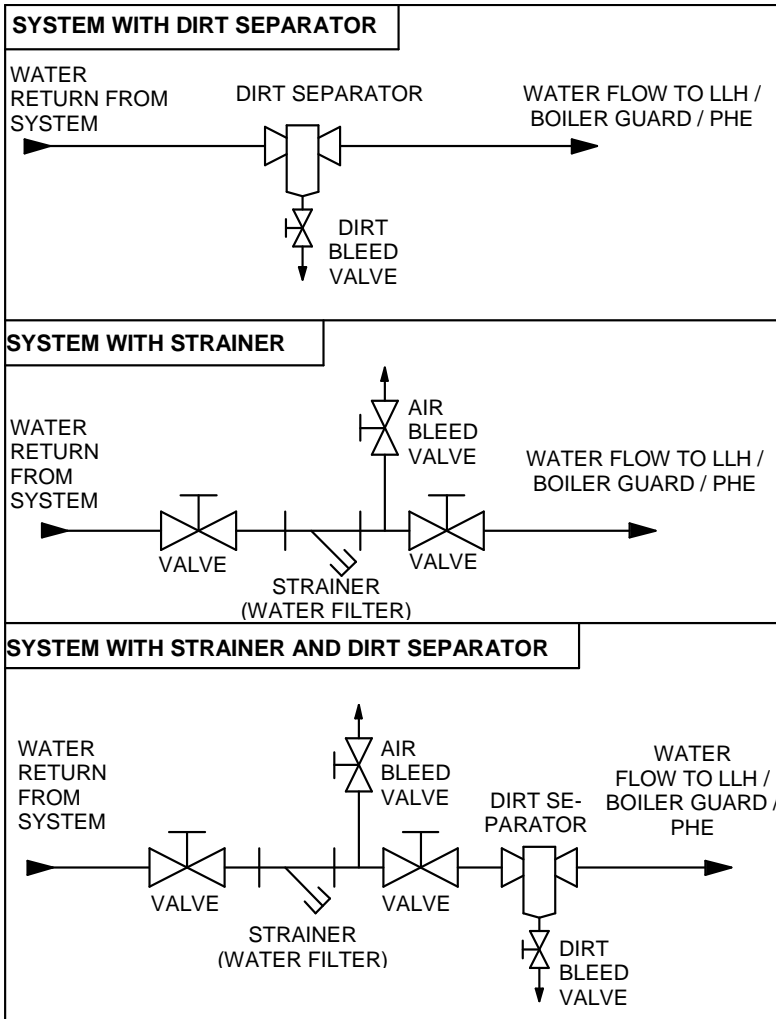 SYSTEM WITH DIRT SEPARATOR
WATER
RETURN FROM
SYSTEM
DIRT SEPARATOR
WATER FLOW TO LLH /
BOILER GUARD / PHE
DIRT
BLEED
VALVE
SYSTEM WITH STRAINER
WATER
RETURN
FROM
SYSTEM
AIR
BLEED
VALVE
WATER FLOW TO LLH /
BOILER GUARD / PHE
VALVE
STRAINER
(WATER FILTER)
VALVE
SYSTEM WITH STRAINER AND DIRT SEPARATOR
WATER
RETURN
FROM
SYSTEM
AIR
BLEED
VALVE
DIRT SE-
PARATOR
WATER
FLOW TO LLH /
BOILER GUARD /
PHE
VALVE
STRAINER
(WATER FILTER)
VALVE
DIRT
BLEED
VALVE